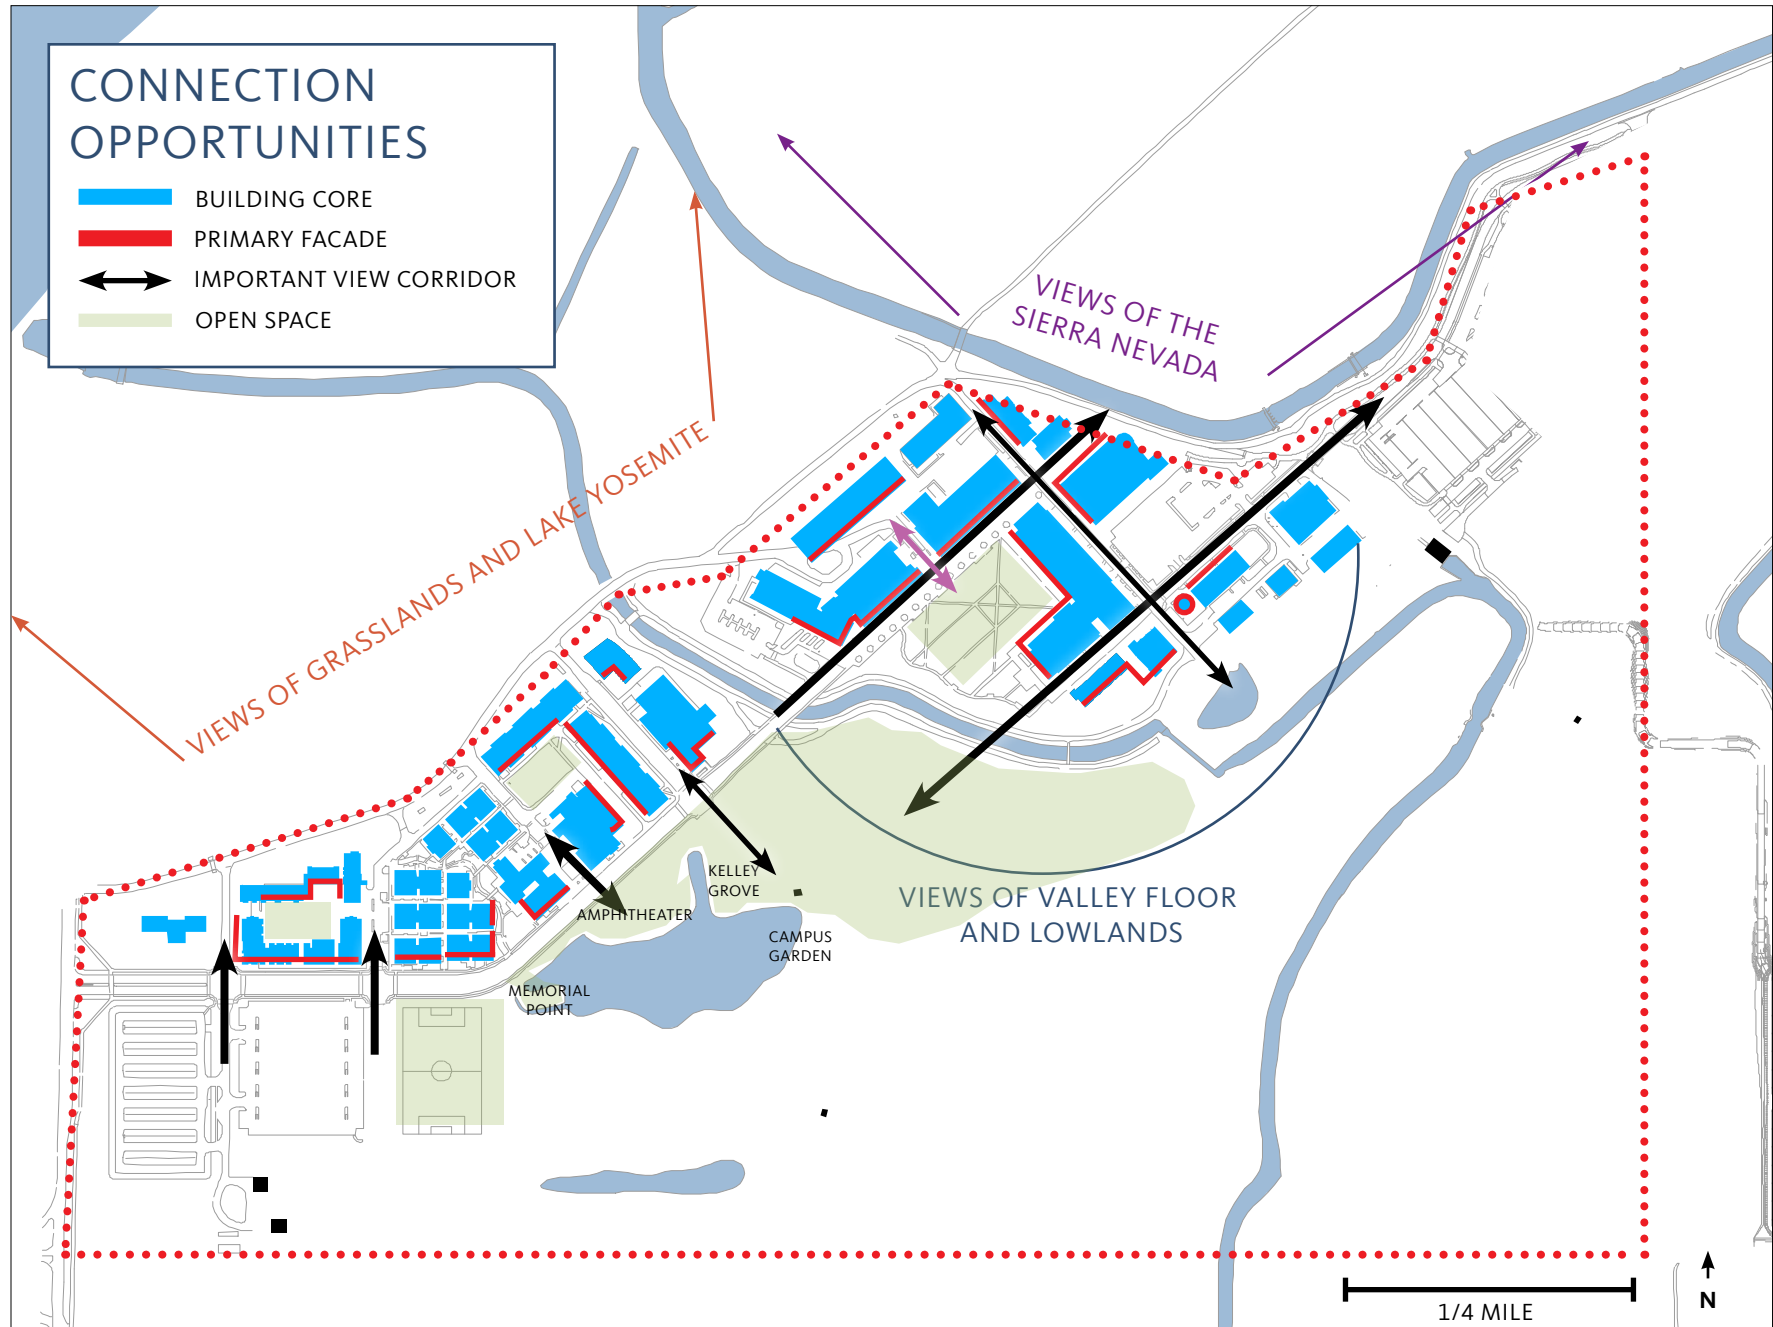 CONNECTION
OPPORTUNITIES
BUILDING CORE
PRIMARY FACADE
IMPORTANT VIEW CORRIDOR
OPEN SPACE
VIEWS OF THE
SIERRA NEVADA
VIEWS OF GRASSLANDS AND LAKE YOSEMITE
KELLEY
GROVE
AMPHITHEATER
VIEWS OF VALLEY FLOOR
AND LOWLANDS
CAMPUS
GARDEN
MEMORIAL
POINT
1/4 MILE
N